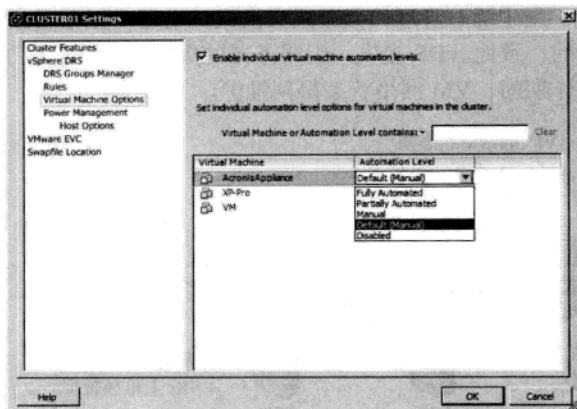 CLUSTER01 Settings
Cluster Features
vSphere DRS
DRS Groups Manager
Rules
Virtual Machine Options
Power Management
Host Options
VMware EVC
Swapfile Location
Enable individual virtual machine automation levels.
Set individual automation level options for virtual machines in the cluster.
Virtual Machine or Automation Level contains: Clear
Virtual Machine Automation Level
AcronisAppliance Default (Manual)
XP-Pro
VM
Fully Automated
Partially Automated
Manual
Default (Manual)
Disabled
Help OK Cancel